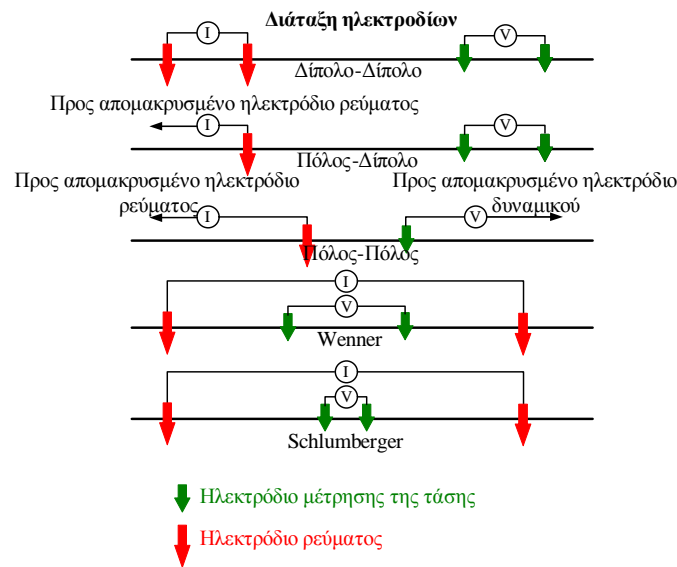 Διάταξη ηλεκτροδίων
I
V
Δίπολο-Δίπολο
Προς απομακρυσμένο ηλεκτρόδιο ρεύματος
I
V
Πόλος-Δίπολο
Προς απομακρυσμένο ηλεκτρόδιο
ρεύματος
Προς απομακρυσμένο ηλεκτρόδιο
δυναμικού
I
V
Πόλος-Πόλος
I
V
Wenner
I
V
Schlumberger
Ηλεκτρόδιο μέτρησης της τάσης
Ηλεκτρόδιο ρεύματος